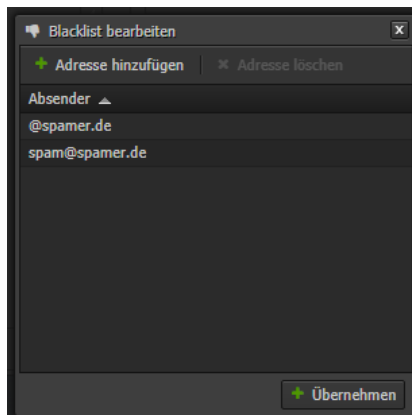 Blacklist bearbeiten
Adresse hinzufügen Adresse löschen
Absender
@spamer.de
spam@spamer.de
Übernehmen